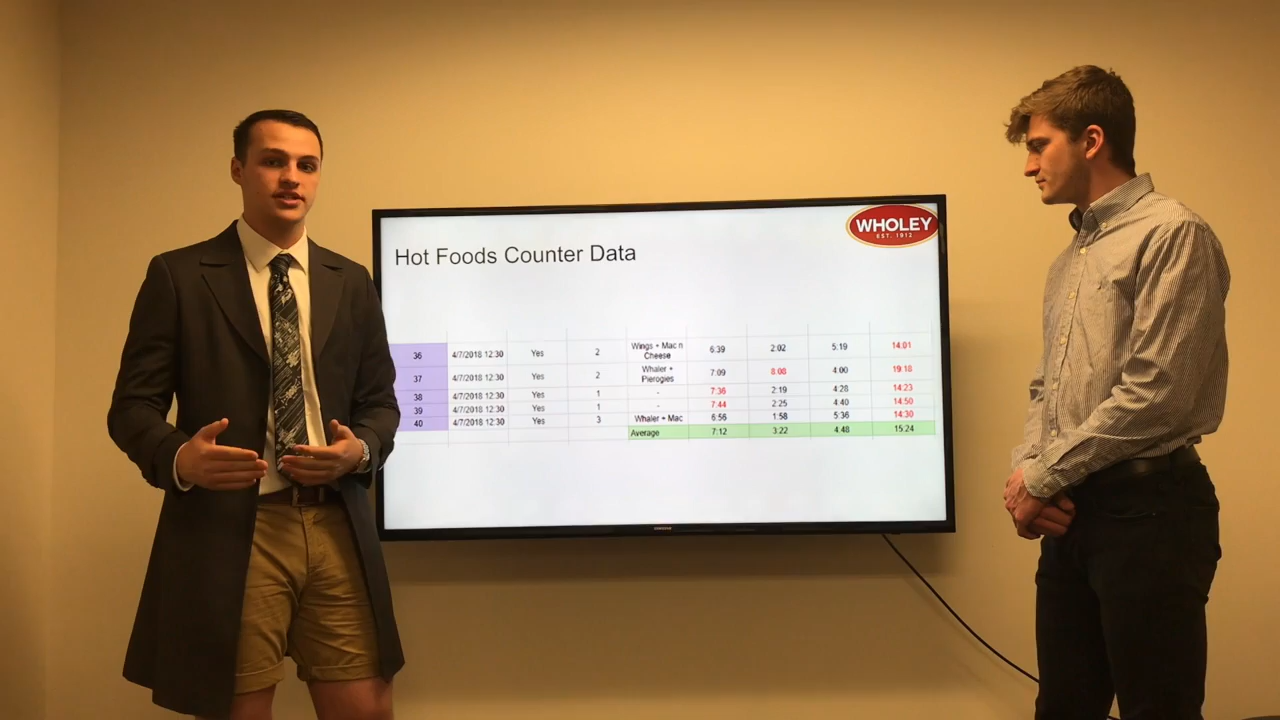 WHOLEY
EST. 1912
Hot Foods Counter Data
36 4/7/2018 12:30 Yes 2 Wings + Mac n Cheese 6:39 2:02 5:19 14:01
37 4/7/2018 12:30 Yes 2 Whaler + Pierogies 7:09 8:08 4:00 19:18
38 4/7/2018 12:30 Yes 1 - 7:36 2:19 4:28 14:23
39 4/7/2018 12:30 Yes 1 - 7:44 2:25 4:40 14:50
40 4/7/2018 12:30 Yes 3 Whaler + Mac 6:56 1:58 5:36 14:30
Average 7:12 3:22 4:48 15:24
SAMSUNG